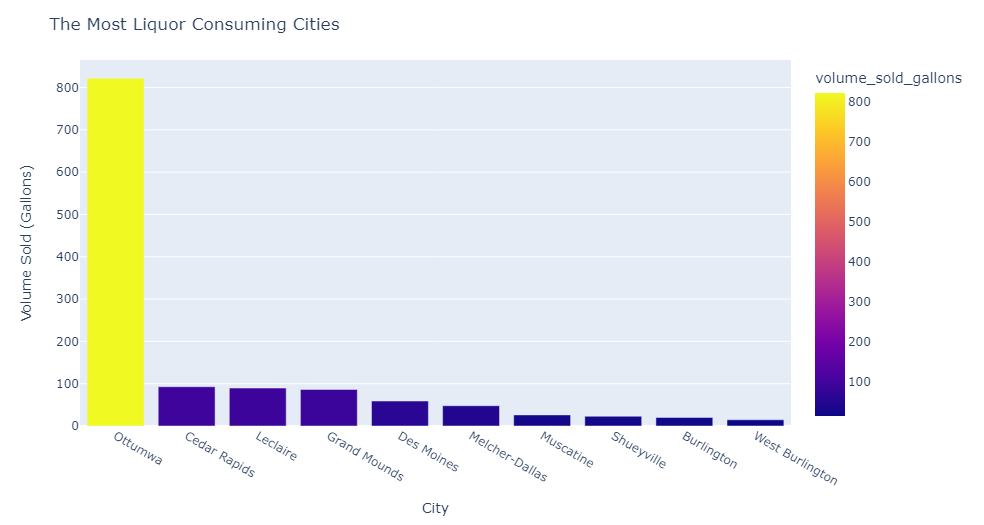 The Most Liquor Consuming Cities
volume_sold_gallons
Volume Sold (Gallons)
800
700
600
500
400
300
200
100
0
Ottumwa
Cedar Rapids
Leclaire
Grand Mounds
Des Moines
Melcher-Dallas
Muscatine
Shueyville
Burlington
West Burlington
City
800
700
600
500
400
300
200
100